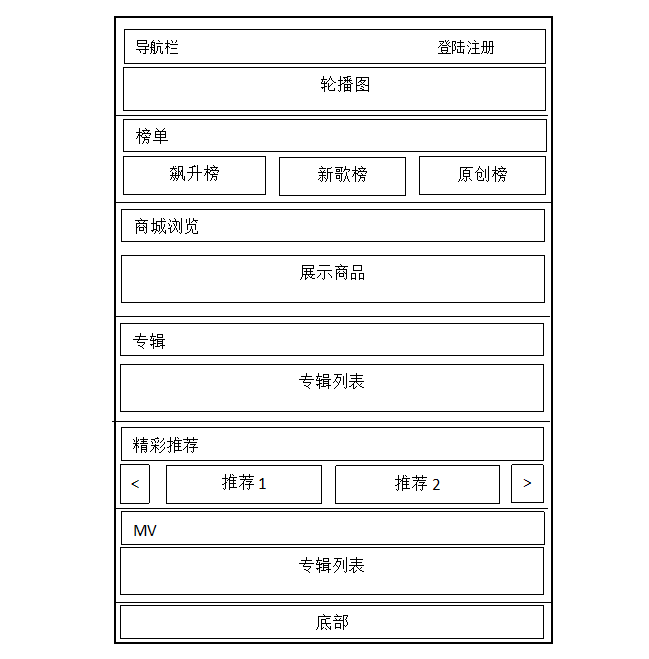 导航栏 登陆注册
轮播图
榜单
飙升榜 新歌榜 原创榜
商城浏览
展示商品
专辑
专辑列表
精彩推荐
< 推荐1 推荐2 >
MV
专辑列表
底部